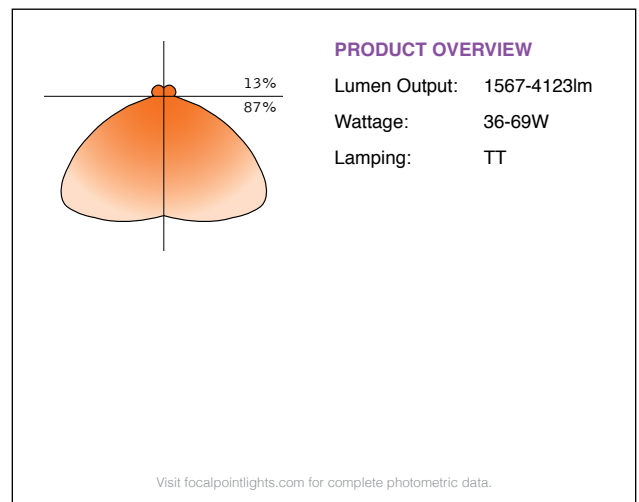 13%
87%
PRODUCT OVERVIEW
Lumen Output: 1567-4123lm
Wattage: 36-69W
Lamping: TT
Visit focalpointlights.com for complete photometric data.